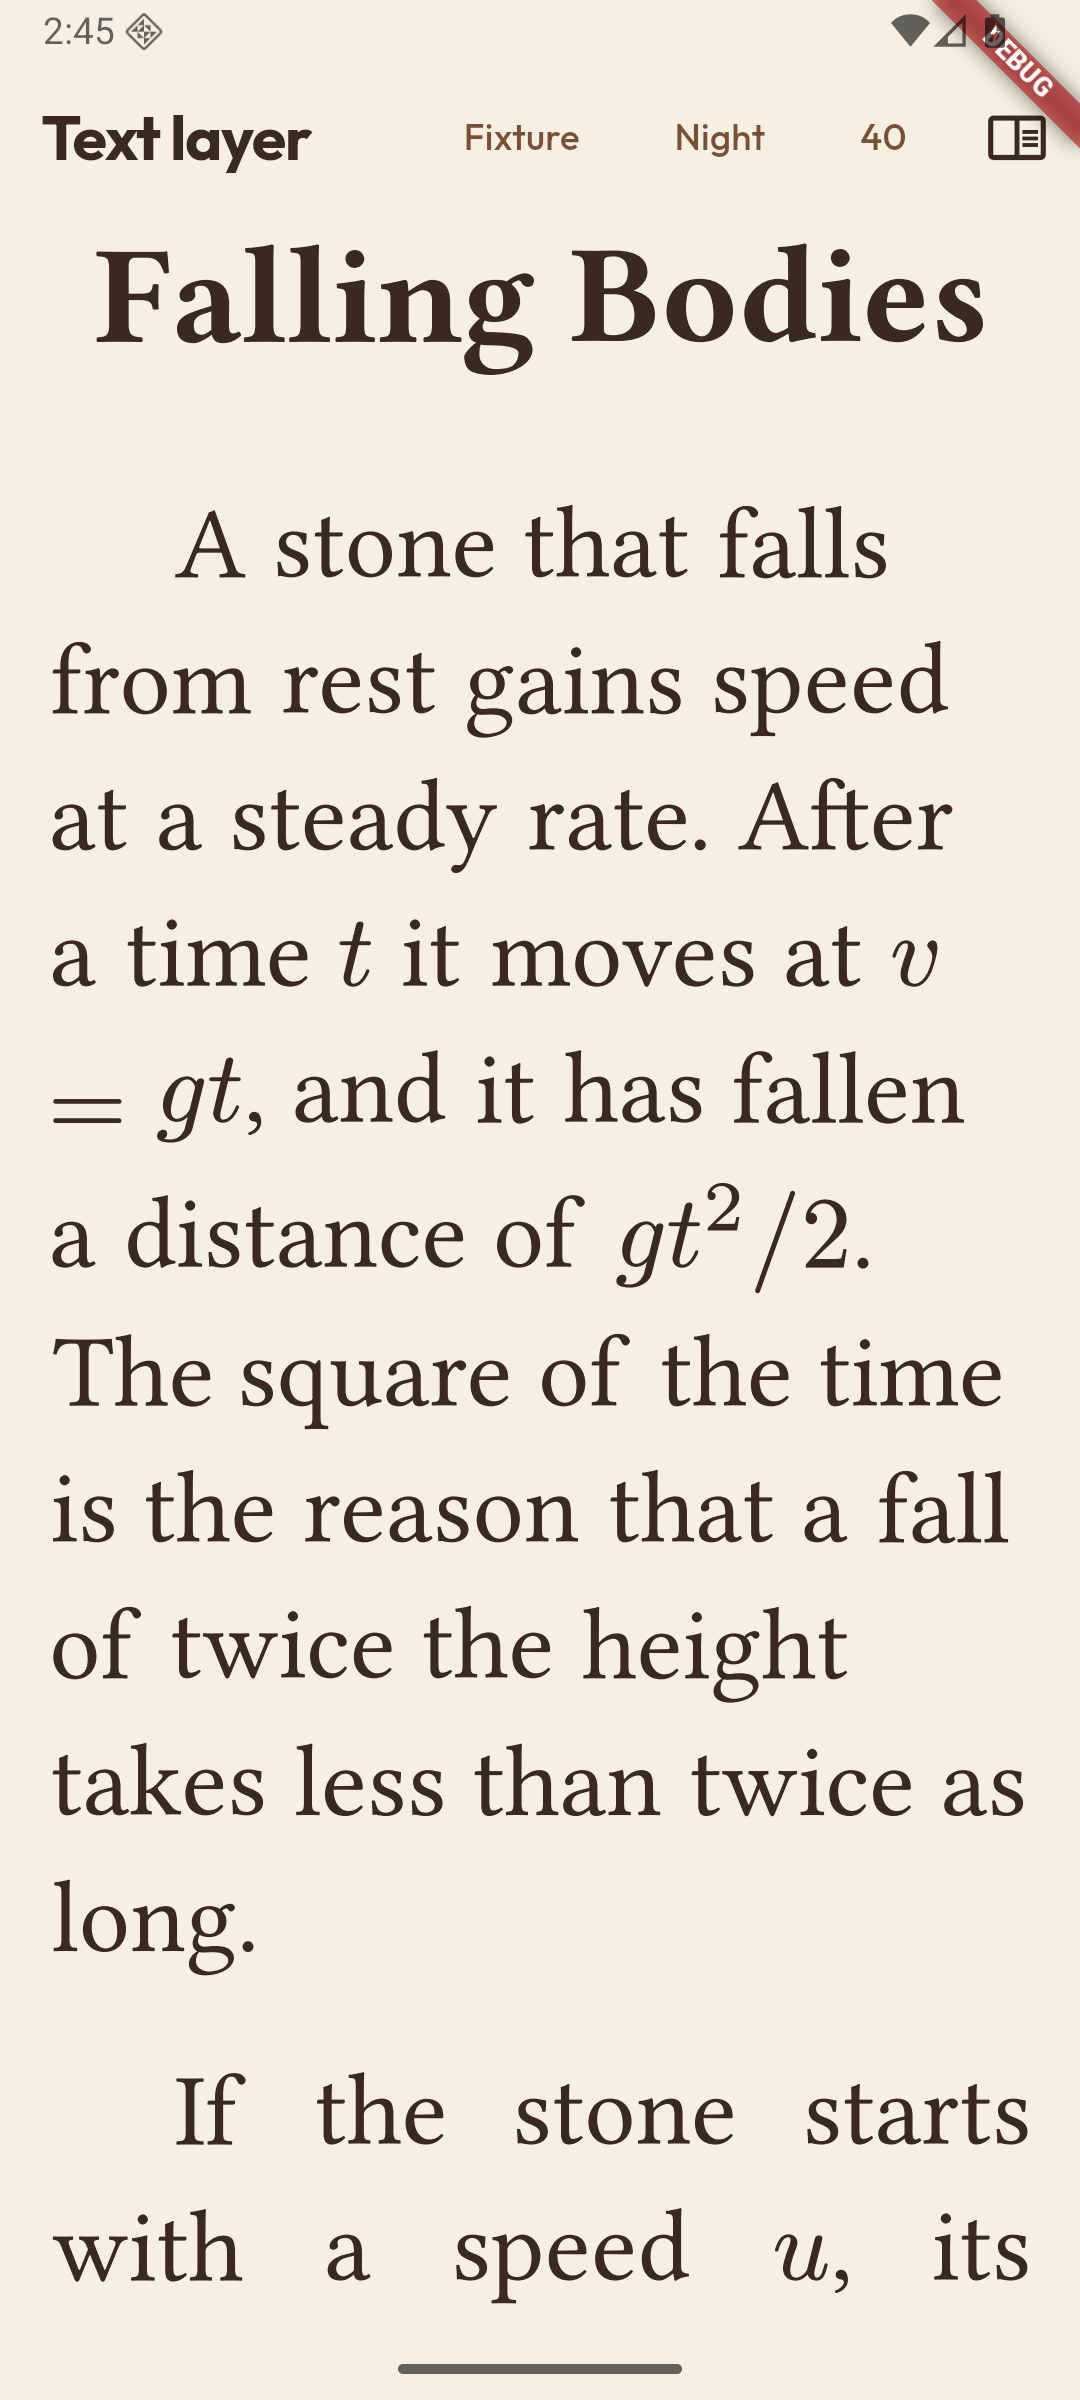 2:45
DEBUG
Text layer Fixture Night 40
Falling Bodies
A stone that falls
from rest gains speed
at a steady rate. After
a time t it moves at v
= gt, and it has fallen
a distance of gt²/2.
The square of the time
is the reason that a fall
of twice the height
takes less than twice as
long.
If the stone starts
with a speed u, its